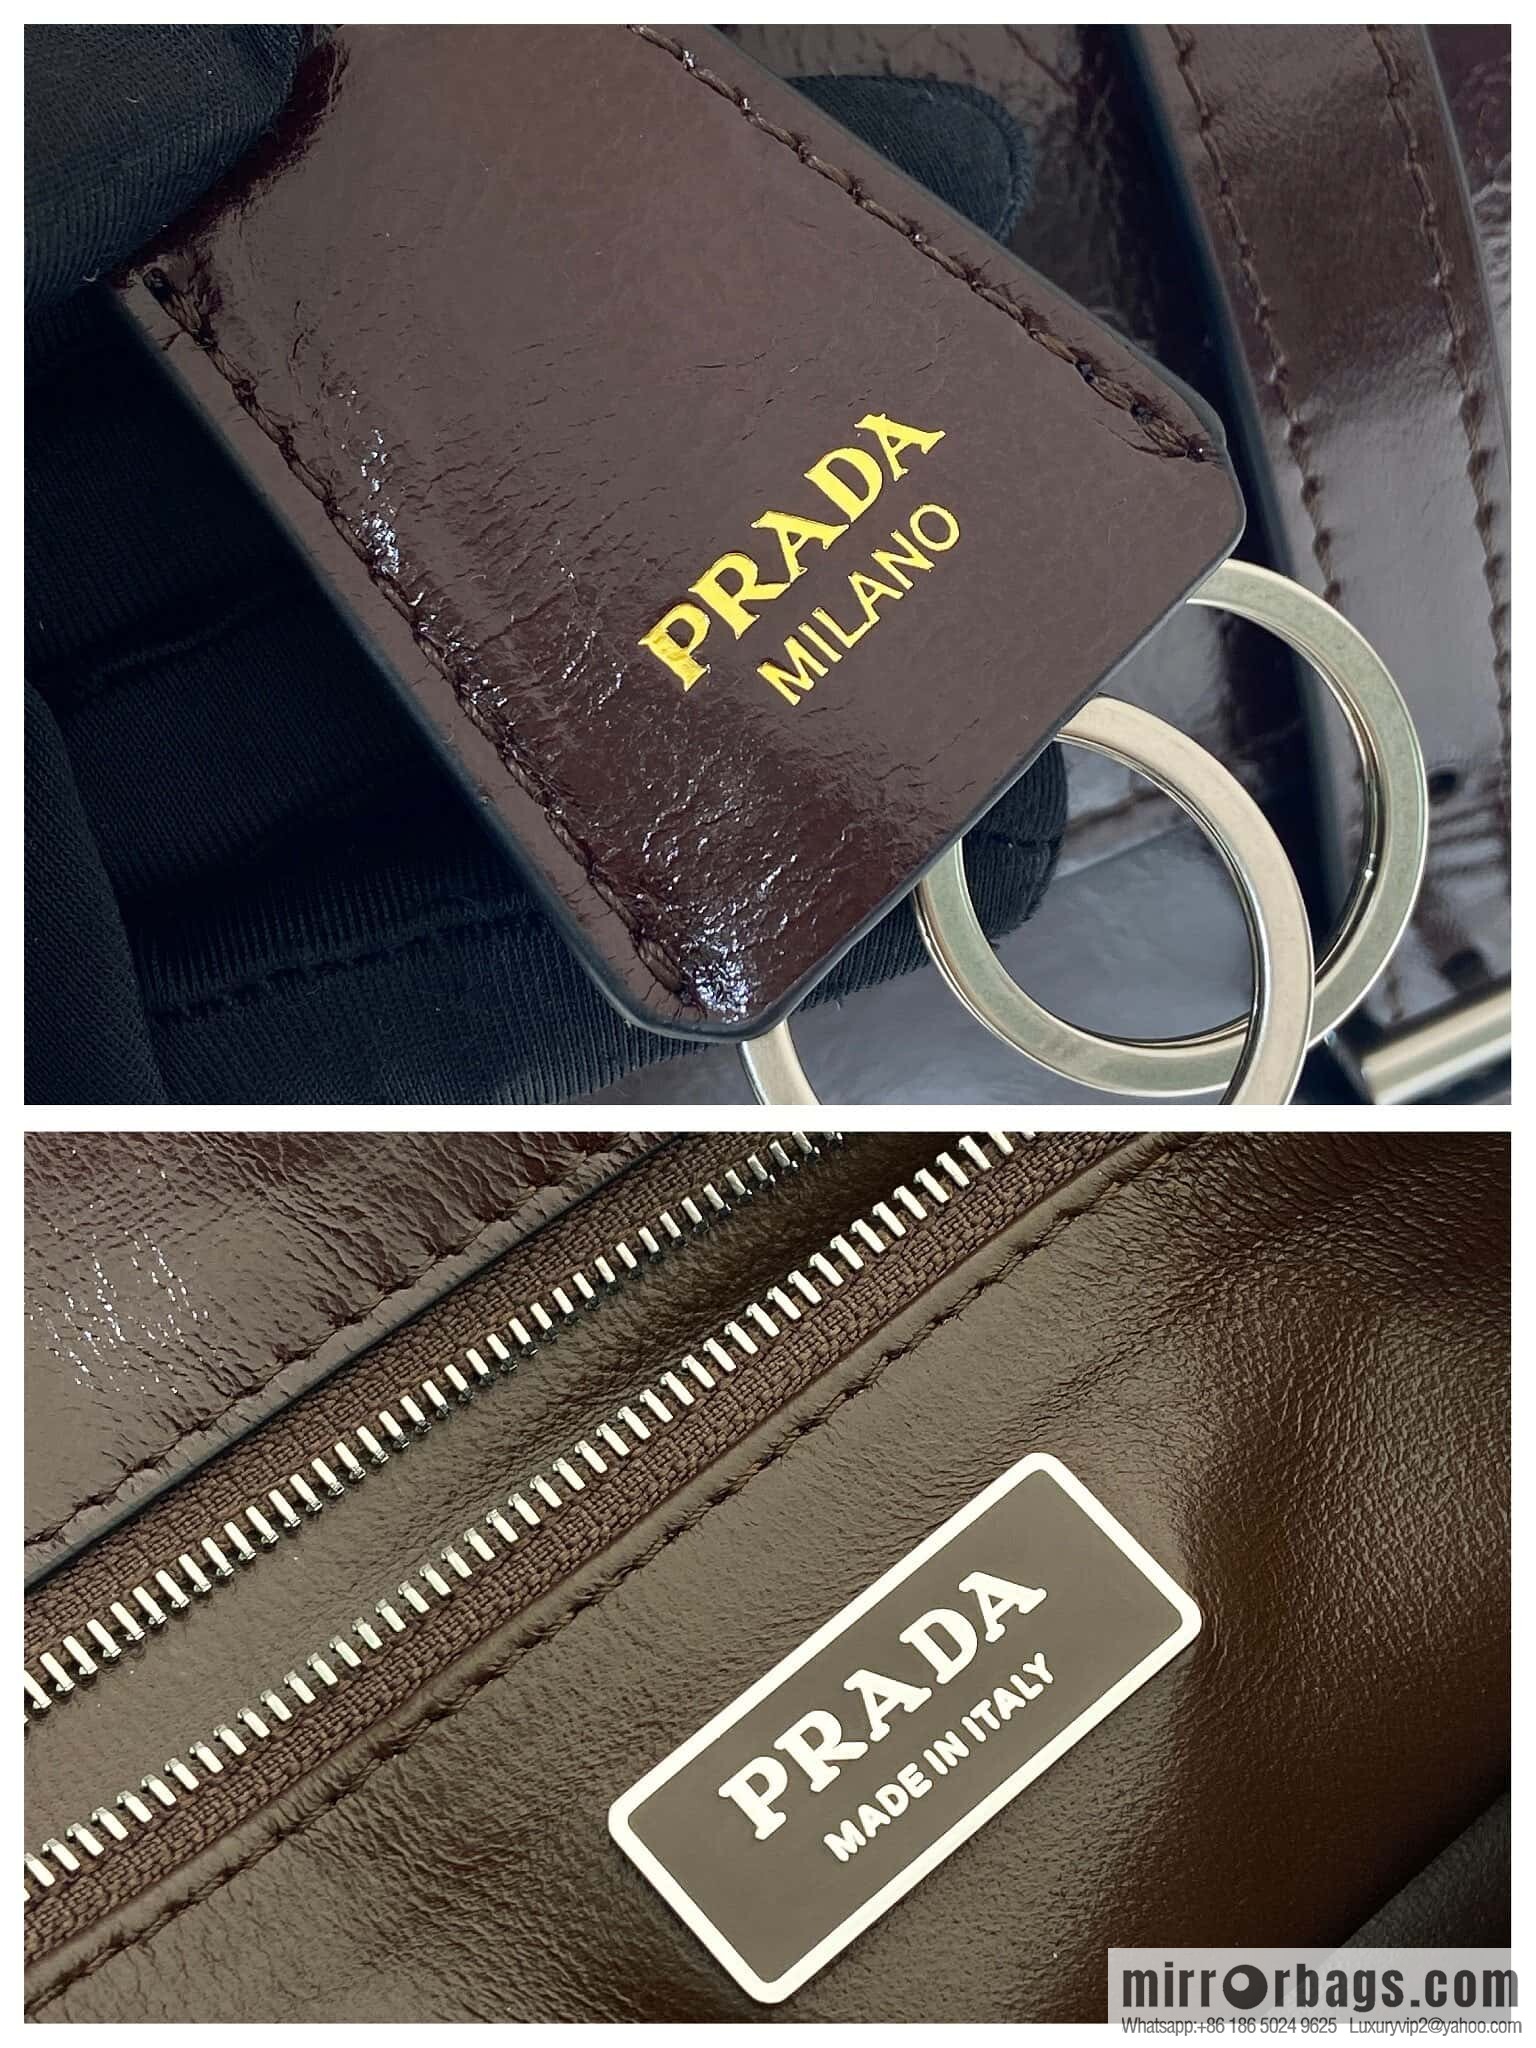 PRADA
MILANO
PRADA
MADE IN ITALY
mirrorbags.com
Whatsapp:+86 186 5024 9625 Luxuryvip2@yahoo.com